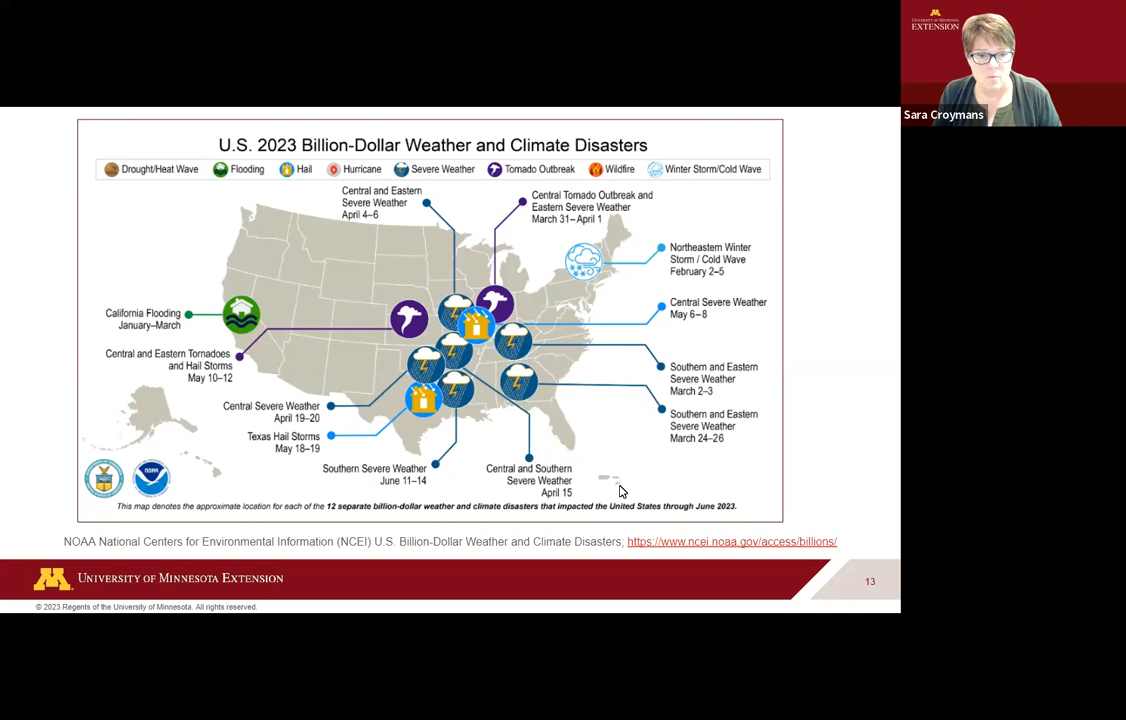 UNIVERSITY OF MINNESOTA
EXTENSION
Sara Croymans
U.S. 2023 Billion-Dollar Weather and Climate Disasters
Drought/Heat Wave
Flooding
Hail
Hurricane
Severe Weather
Tornado Outbreak
Wildfire
Winter Storm/Cold Wave
Central and Eastern
Severe Weather
April 4–6
Central Tornado Outbreak and
Eastern Severe Weather
March 31–April 1
Northeastern Winter
Storm / Cold Wave
February 2–5
California Flooding
January–March
Central Severe Weather
May 6–8
Central and Eastern Tornadoes
and Hail Storms
May 10–12
Southern and Eastern
Severe Weather
March 2–3
Central Severe Weather
April 19–20
Southern and Eastern
Severe Weather
March 24–26
Texas Hail Storms
May 18–19
Southern Severe Weather
June 11–14
Central and Southern
Severe Weather
April 15
NOAA
This map denotes the approximate location for each of the 12 separate billion-dollar weather and climate disasters that impacted the United States through June 2023.
NOAA National Centers for Environmental Information (NCEI) U.S. Billion-Dollar Weather and Climate Disasters; https://www.ncei.noaa.gov/access/billions/
UNIVERSITY OF MINNESOTA EXTENSION
13
© 2023 Regents of the University of Minnesota. All rights reserved.